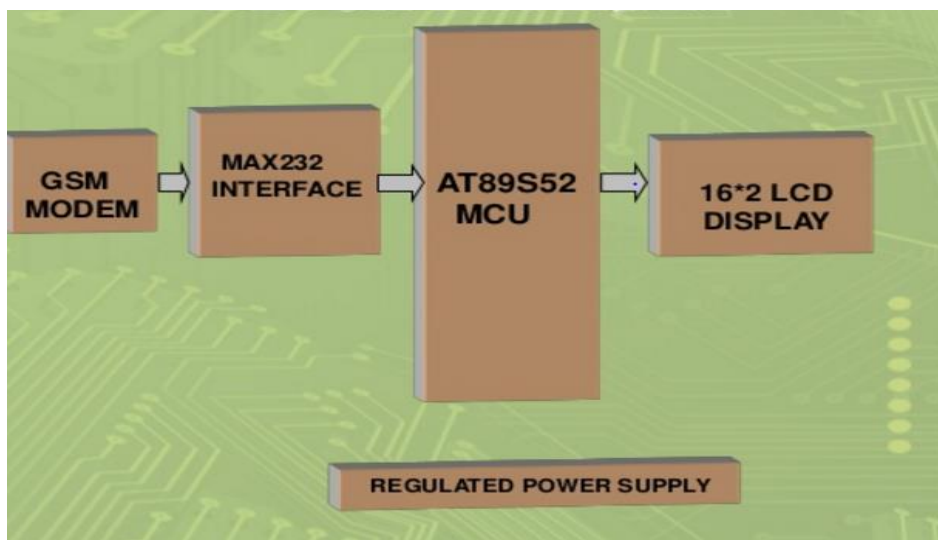 GSM
MODEM
MAX232
INTERFACE
AT89S52
MCU
16*2 LCD
DISPLAY
REGULATED POWER SUPPLY